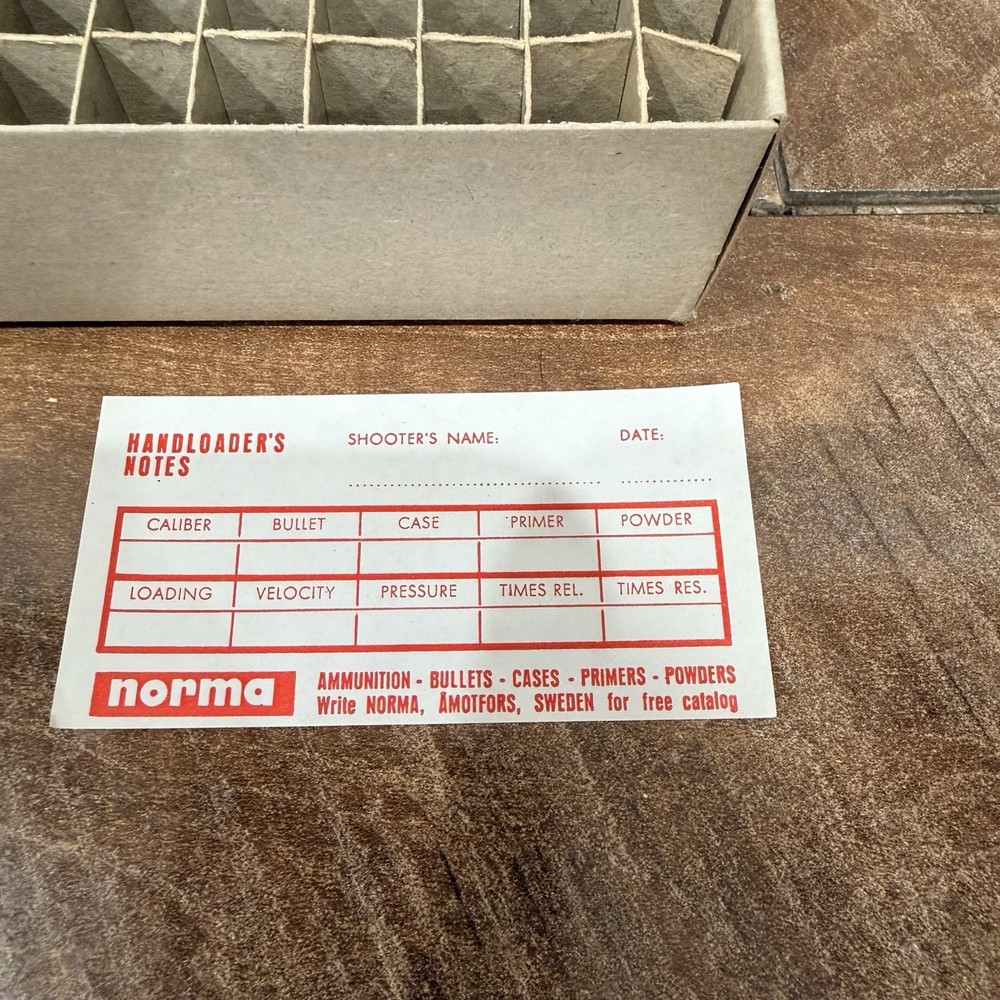 HANDLOADER'S
NOTES
SHOOTER'S NAME:
DATE:
CALIBER BULLET CASE PRIMER POWDER
LOADING VELOCITY PRESSURE TIMES REL. TIMES RES.
norma
AMMUNITION - BULLETS - CASES - PRIMERS - POWDERS
Write NORMA, ÅMOTFORS, SWEDEN for free catalog